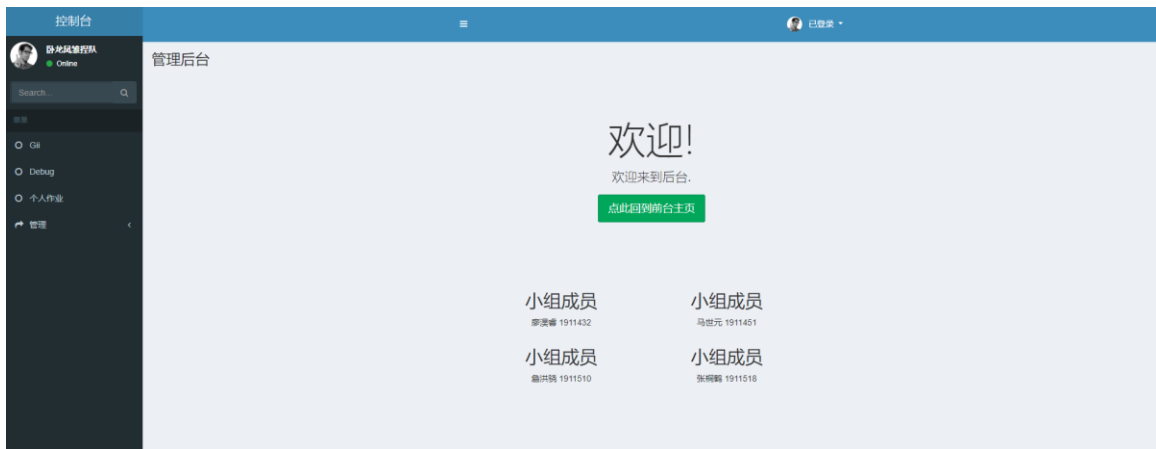 控制台
已登录
卧龙凤雏程队
Online
管理后台
Search...
Gii
Debug
个人作业
管理
欢迎!
欢迎来到后台.
点此回到前台主页
小组成员
小组成员
1911432
马世元 1911451
小组成员
小组成员
1911510
1911518